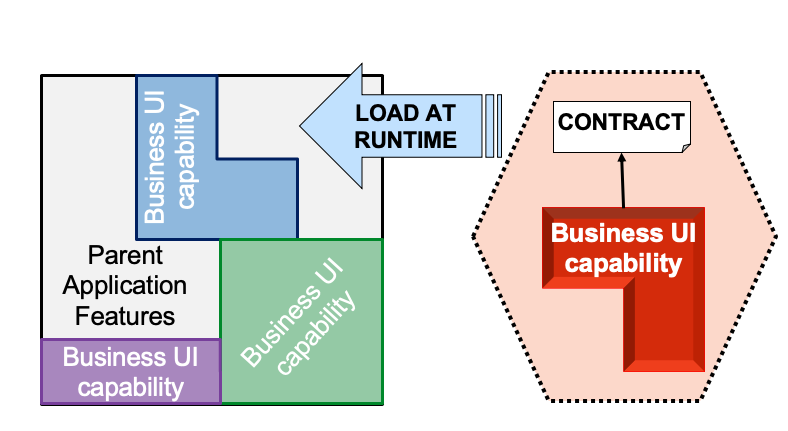 Business UI
capability
LOAD AT
RUNTIME
CONTRACT
Business UI
capability
Parent
Application
Features
Business UI
capability
Business UI
capability